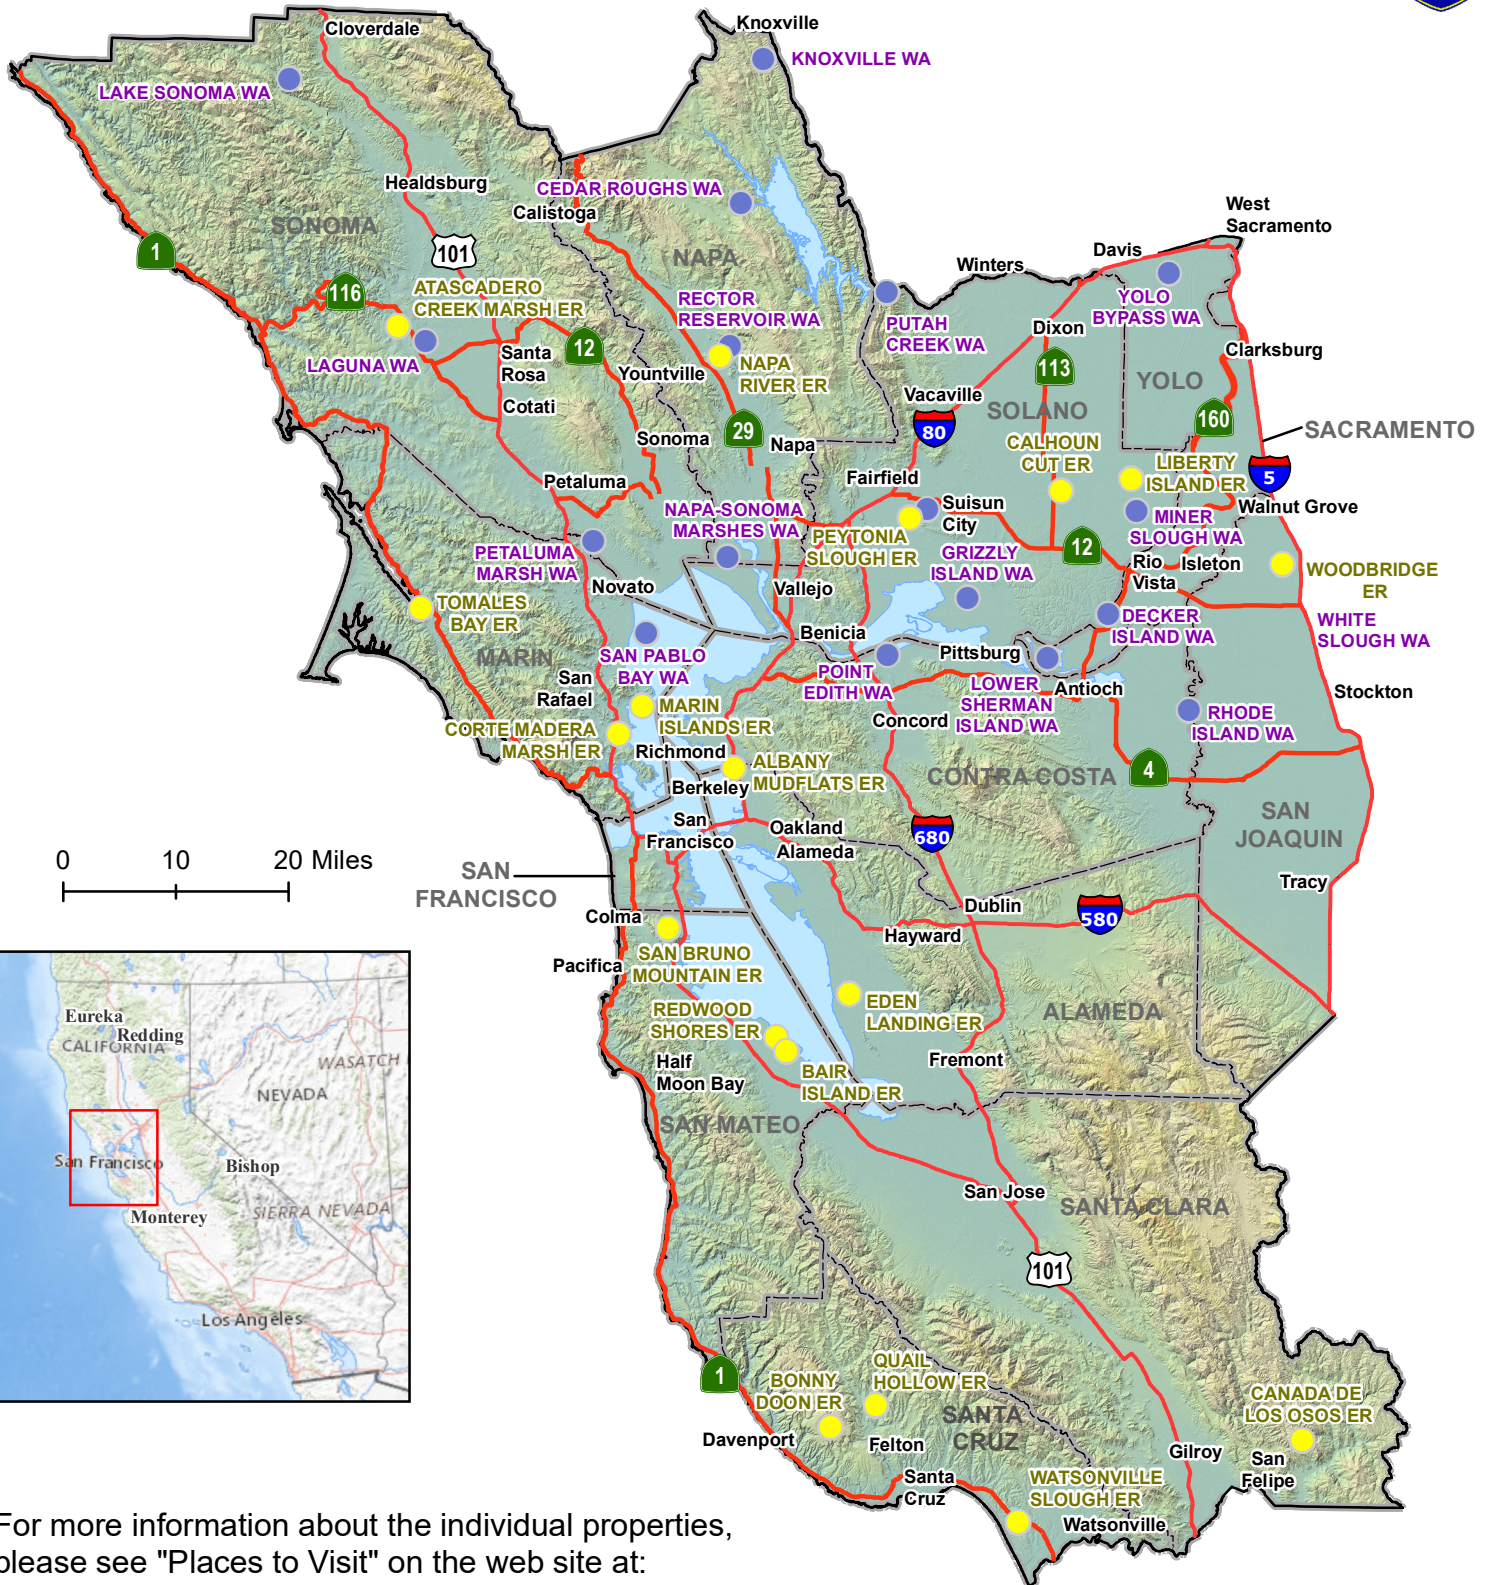 Cloverdale
Knoxville
KNOXVILLE WA
LAKE SONOMA WA
Healdsburg
CEDAR ROUGHS WA
Calistoga
SONOMA
NAPA
West
Sacramento
Davis
Winters
1
101
116
ATASCADERO
CREEK MARSH ER
RECTOR
RESERVOIR WA
PUTAH
CREEK WA
YOLO
BYPASS WA
Dixon
113
Clarksburg
LAGUNA WA
Santa
Rosa
12
Yountville
NAPA
RIVER ER
YOLO
Vacaville
SOLANO
80
160
SACRAMENTO
Cotati
Sonoma
29
Napa
CALHOUN
CUT ER
LIBERTY
ISLAND ER
5
Petaluma
Fairfield
Suisun
City
Walnut Grove
NAPA-SONOMA
MARSHES WA
PEYTONIA
SLOUGH ER
MINER
SLOUGH WA
PETALUMA
MARSH WA
GRIZZLY
ISLAND WA
12
Rio
Vista
Isleton
WOODBRIDGE
ER
Novato
Vallejo
TOMALES
BAY ER
DECKER
ISLAND WA
WHITE
SLOUGH WA
Benicia
MARIN
SAN PABLO
BAY WA
Pittsburg
POINT
EDITH WA
San
Rafael
LOWER
SHERMAN
ISLAND WA
Antioch
Stockton
MARIN
ISLANDS ER
Concord
RHODE
ISLAND WA
CORTE MADERA
MARSH ER
Richmond
ALBANY
MUDFLATS ER
CONTRA COSTA
4
Berkeley
San
Francisco
Oakland
Alameda
680
SAN
JOAQUIN
0 10 20 Miles
SAN
FRANCISCO
Tracy
Dublin
580
Colma
Hayward
Pacifica
SAN BRUNO
MOUNTAIN ER
EDEN
LANDING ER
REDWOOD
SHORES ER
ALAMEDA
Half
Moon Bay
Fremont
BAIR
ISLAND ER
SAN MATEO
Eureka
Redding
CALIFORNIA
WASATCH
NEVADA
San Francisco
Bishop
Monterey
SIERRA NEVADA
Los Angeles
San Jose
SANTA CLARA
101
1
BONNY
DOON ER
QUAIL
HOLLOW ER
SANTA
CRUZ
CANADA DE
LOS OSOS ER
Davenport
Felton
Gilroy
San
Felipe
Santa
Cruz
WATSONVILLE
SLOUGH ER
Watsonville
For more information about the individual properties,
please see "Places to Visit" on the web site at: